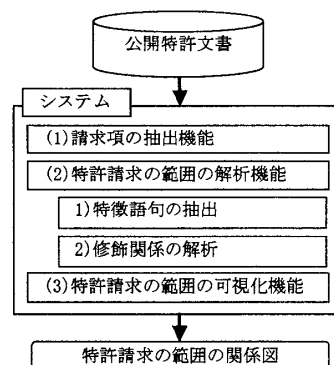 公開特許文書
システム
(1)請求項の抽出機能
(2)特許請求の範囲の解析機能
1)特徴語句の抽出
2)修飾関係の解析
(3)特許請求の範囲の可視化機能
特許請求の範囲の関係図